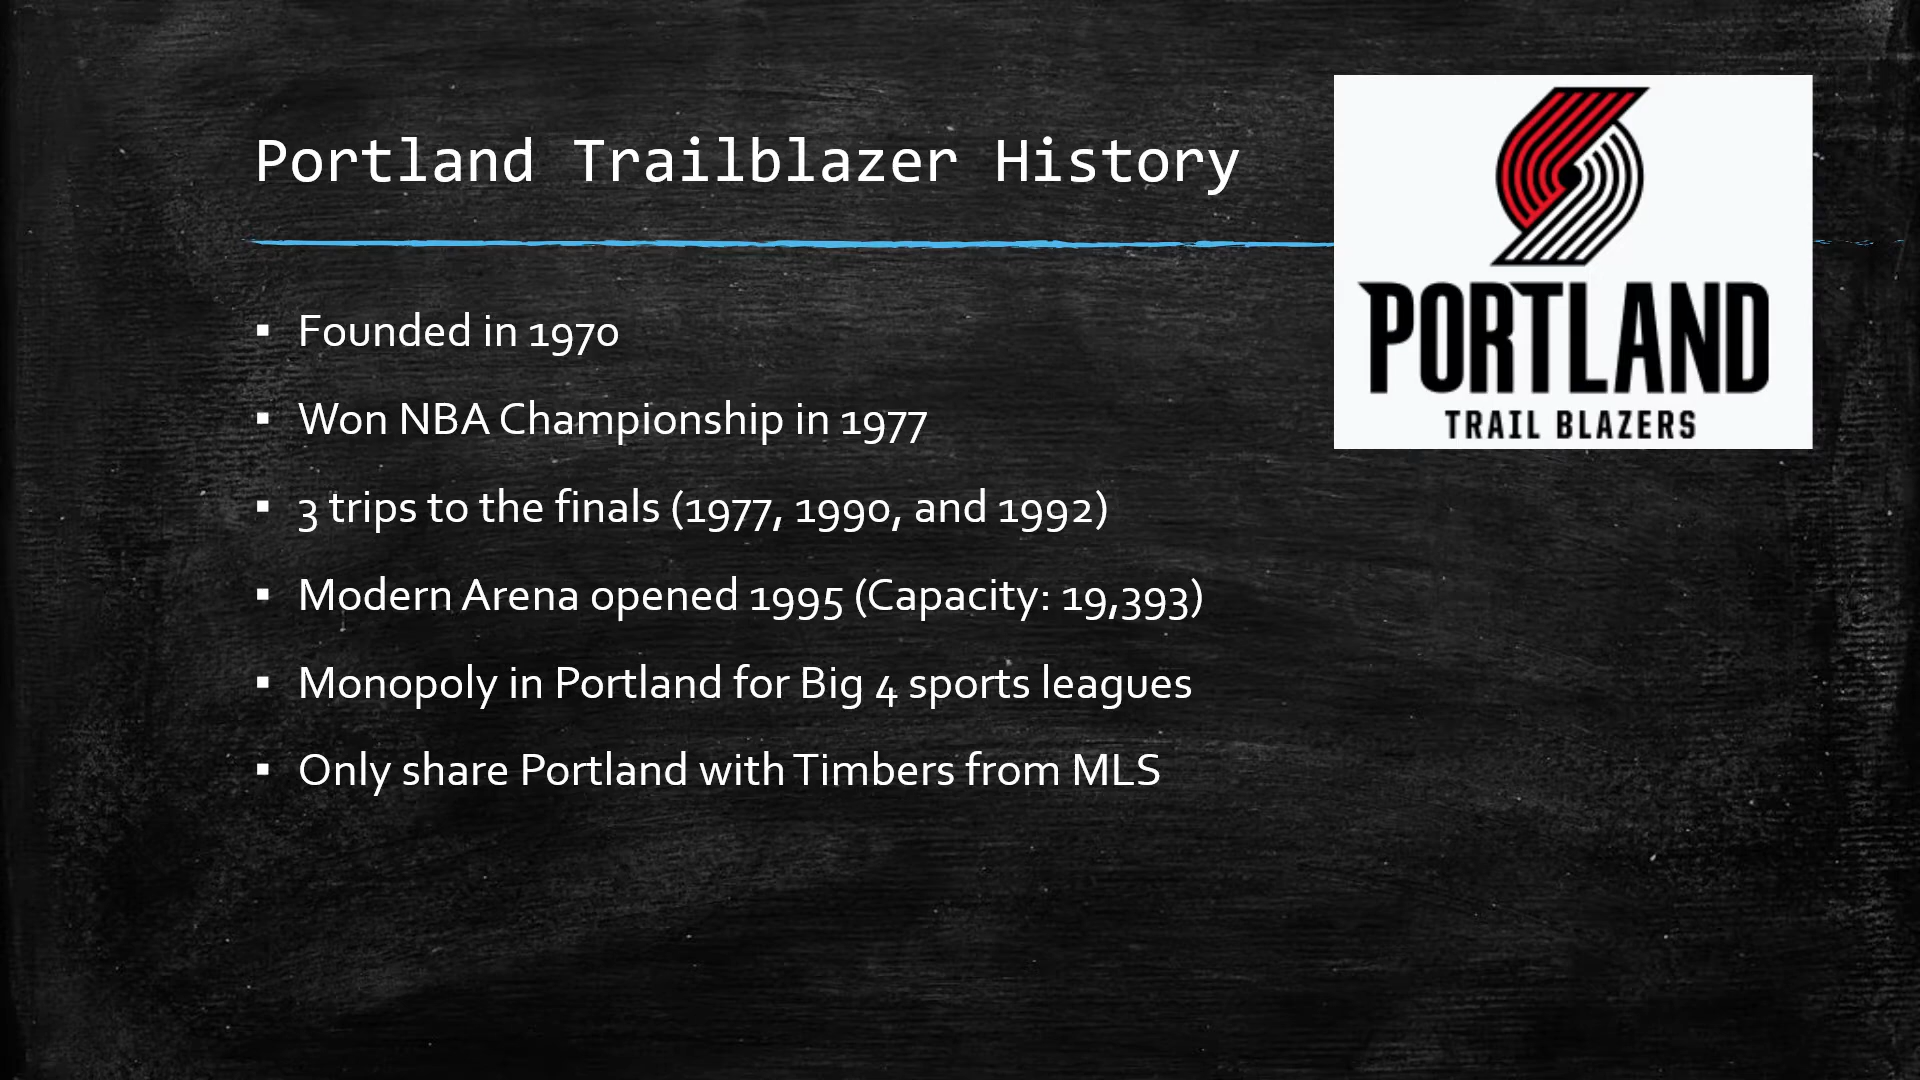 Portland Trailblazer History
▪ Founded in 1970
▪ Won NBA Championship in 1977
▪ 3 trips to the finals (1977, 1990, and 1992)
▪ Modern Arena opened 1995 (Capacity: 19,393)
▪ Monopoly in Portland for Big 4 sports leagues
▪ Only share Portland with Timbers from MLS
PORTLAND
TRAIL BLAZERS